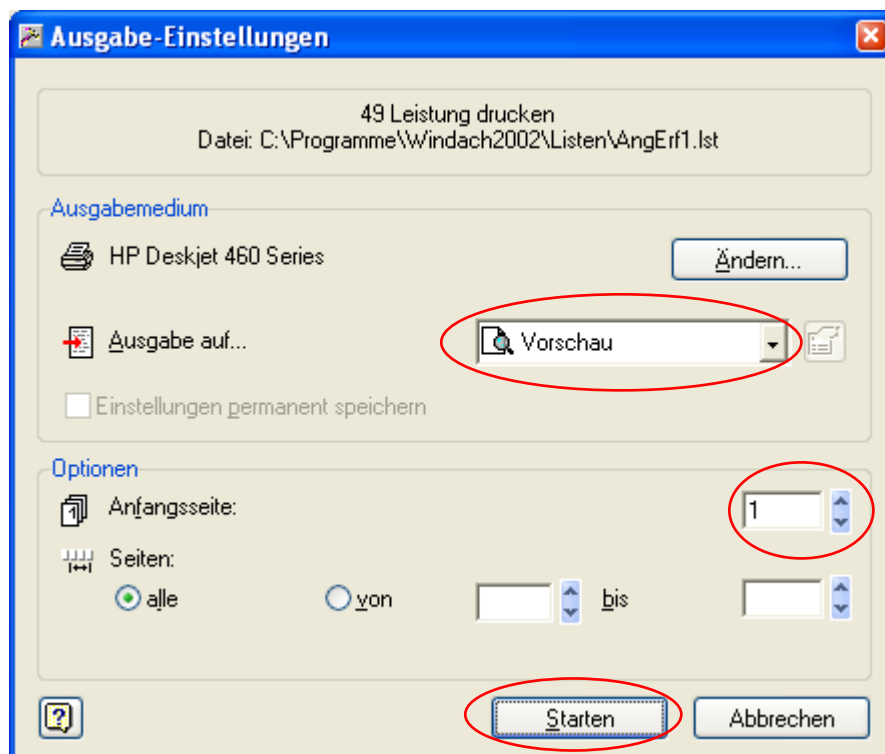 Ausgabe-Einstellungen
49 Leistung drucken
Datei: C:\Programme\Windach2002\Listen\AngErf1.lst
Ausgabemedium
HP Deskjet 460 Series
Ändern...
Ausgabe auf...
Vorschau
Einstellungen permanent speichern
Optionen
Anfangsseite:
1
Seiten:
alle
von
bis
Starten
Abbrechen